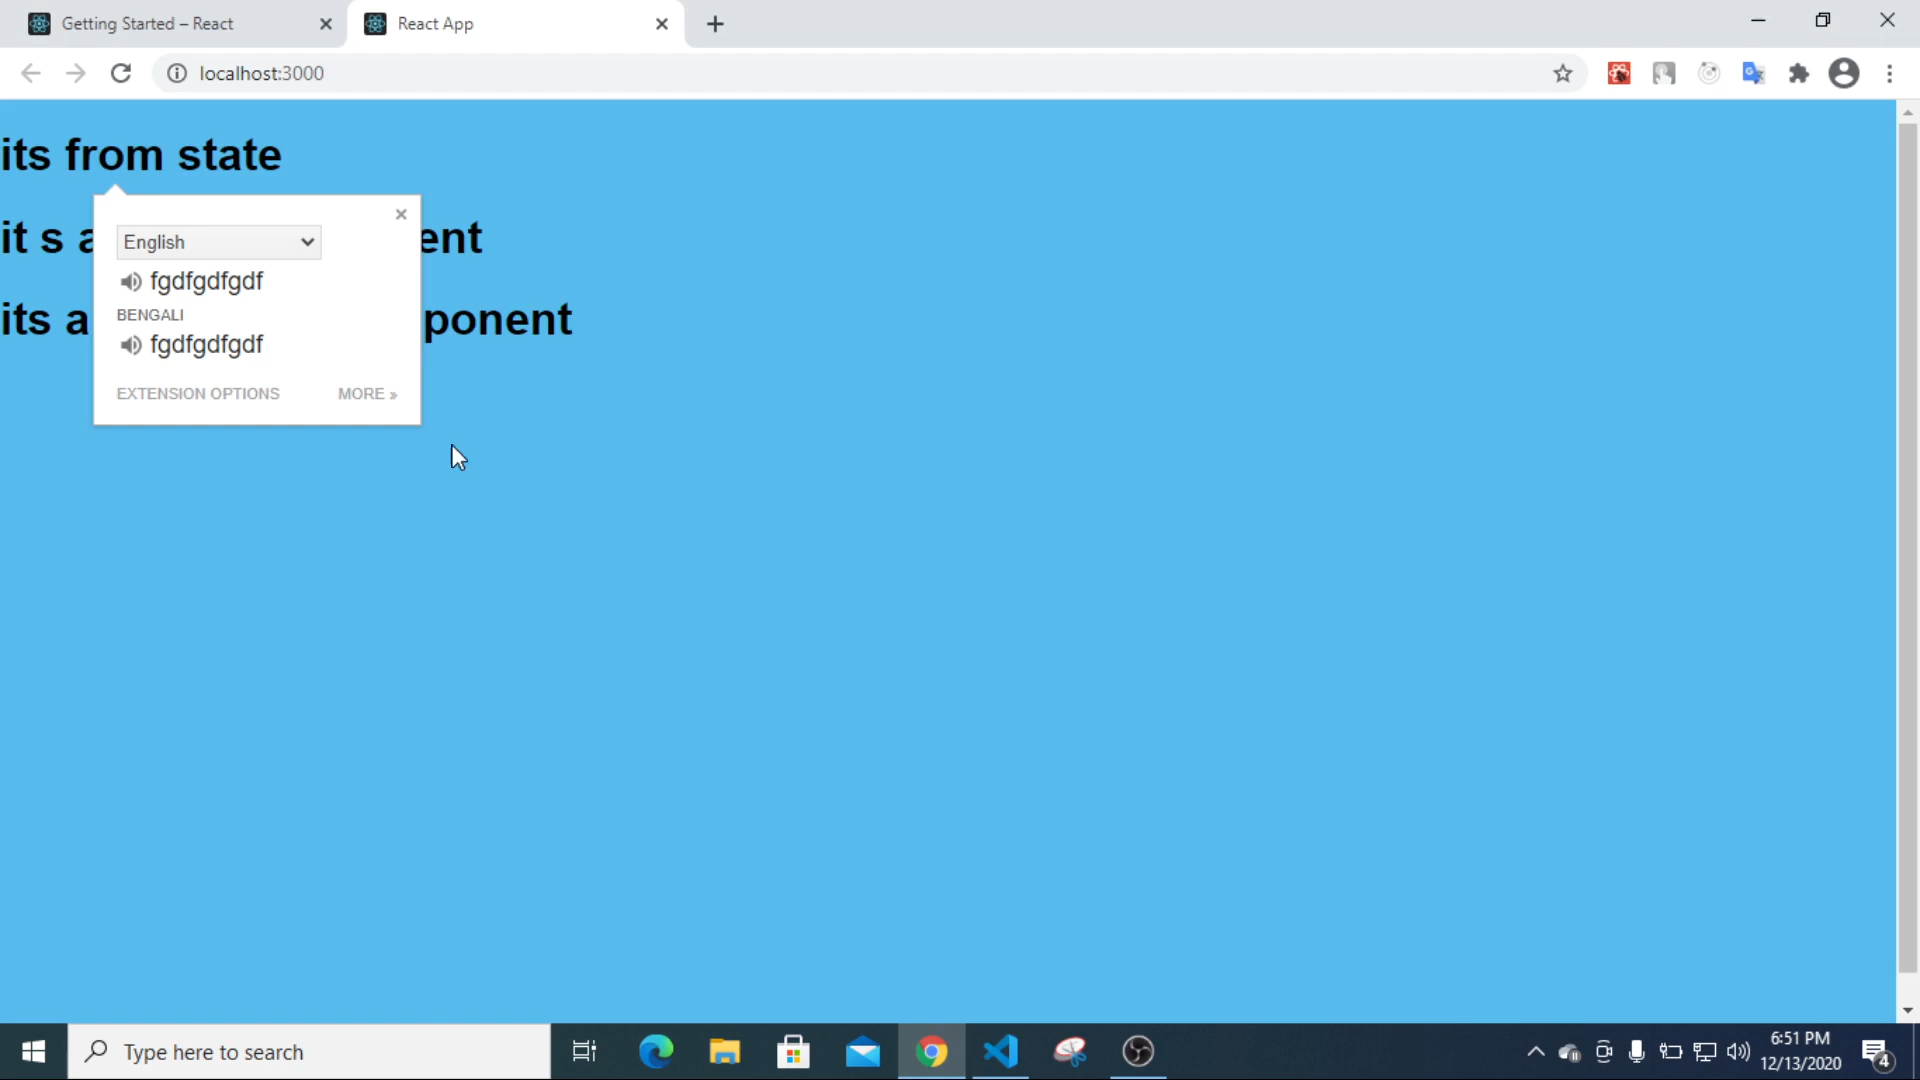 Getting Started – React
React App
localhost:3000
its from state
it s a
ent
its a
ponent
English
fgdfgdfgdf
BENGALI
fgdfgdfgdf
EXTENSION OPTIONS
MORE »
Type here to search
6:51 PM
12/13/2020
4